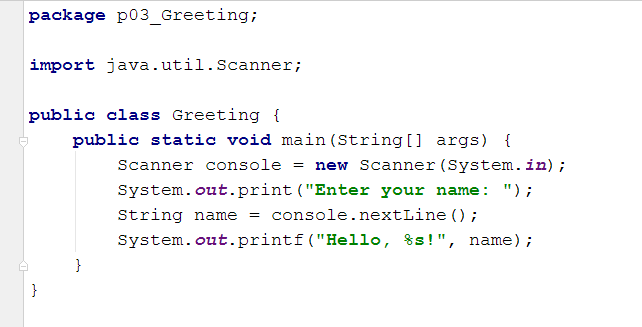 package p03_Greeting;
import java.util.Scanner;
public class Greeting {
public static void main(String[] args) {
Scanner console = new Scanner(System.in);
System.out.print("Enter your name: ");
String name = console.nextLine();
System.out.printf("Hello, %s!", name);
}
}